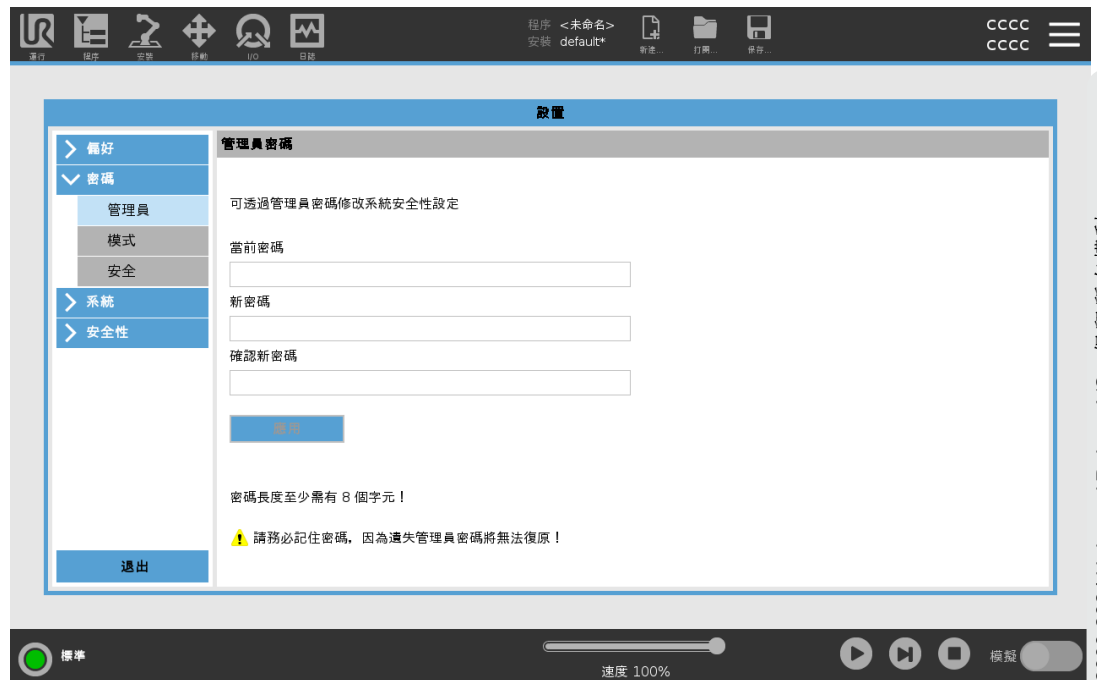 運行 程序 安裝 移動 I/O 日誌
程序 <未命名>
安裝 default*
新建... 打開... 保存...
cccc
cccc
設置
偏好
密碼
管理員
模式
安全
系統
安全性
退出
管理員密碼
可透過管理員密碼修改系統安全性設定
當前密碼
新密碼
確認新密碼
套用
密碼長度至少需有 8 個字元！
請務必記住密碼，因為遺失管理員密碼將無法復原！
標準
速度 100%
模擬